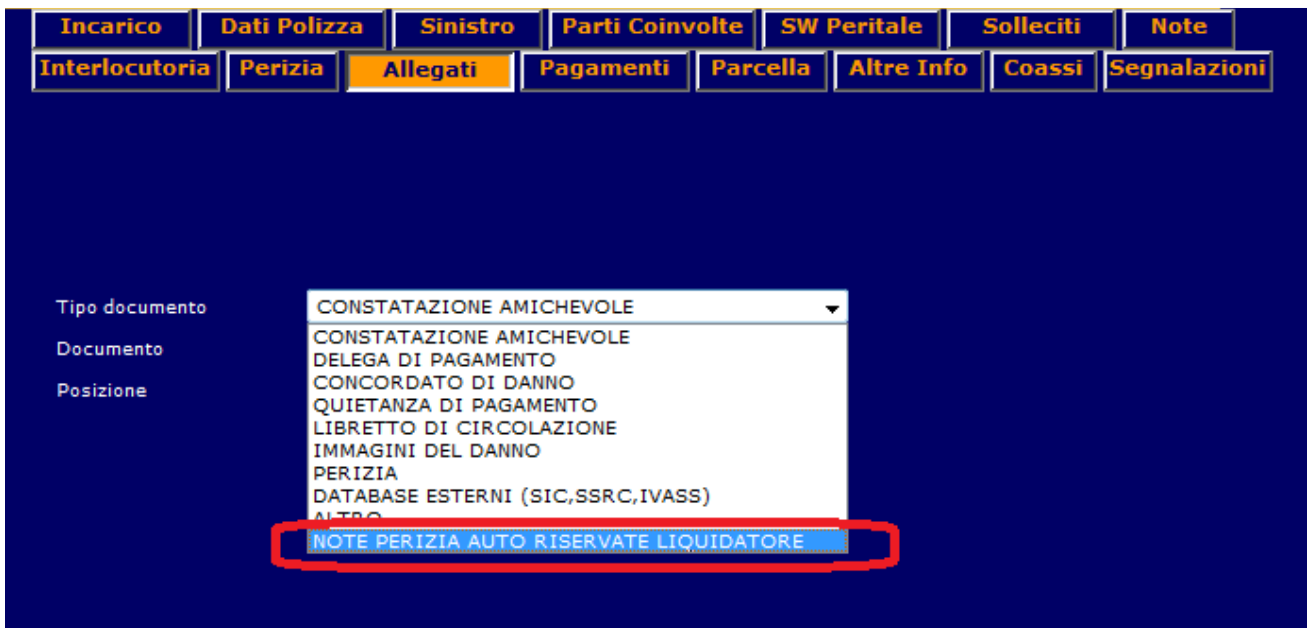 Incarico Dati Polizza Sinistro Parti Coinvolte SW Peritale Solleciti Note
Interlocutoria Perizia Allegati Pagamenti Parcella Altre Info Coassi Segnalazioni
Tipo documento CONSTATAZIONE AMICHEVOLE
CONSTATAZIONE AMICHEVOLE
Documento
DELEGA DI PAGAMENTO
CONCORDATO DI DANNO
Posizione
QUIETANZA DI PAGAMENTO
LIBRETTO DI CIRCOLAZIONE
IMMAGINI DEL DANNO
PERIZIA
DATABASE ESTERNI (SIC,SSRC,IVASS)
ALTRO
NOTE PERIZIA AUTO RISERVATE LIQUIDATORE